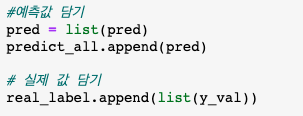 #예측값 담기
pred = list(pred)
predict_all.append(pred)
# 실제 값 담기
real_label.append(list(y_val))